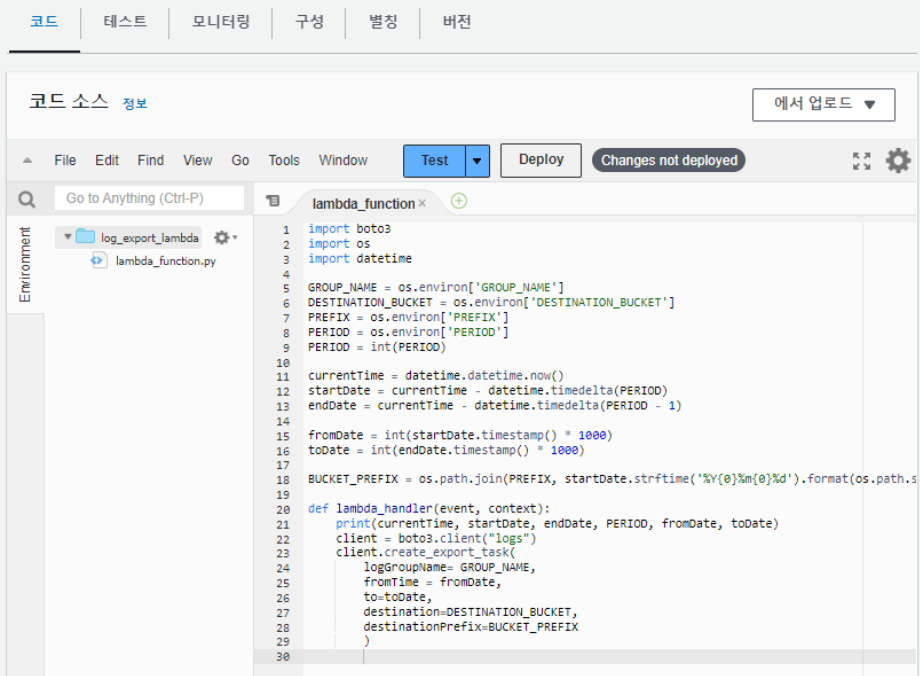 코드 테스트 모니터링 구성 별칭 버전
코드 소스 정보
에서 업로드
File Edit Find View Go Tools Window Test Deploy Changes not deployed
Go to Anything (Ctrl-P)
lambda_function
Environment
log_export_lambda
lambda_function.py
1 import boto3
2 import os
3 import datetime
4
5 GROUP_NAME = os.environ['GROUP_NAME']
6 DESTINATION_BUCKET = os.environ['DESTINATION_BUCKET']
7 PREFIX = os.environ['PREFIX']
8 PERIOD = os.environ['PERIOD']
9 PERIOD = int(PERIOD)
10
11 currentTime = datetime.datetime.now()
12 startDate = currentTime - datetime.timedelta(PERIOD)
13 endDate = currentTime - datetime.timedelta(PERIOD - 1)
14
15 fromDate = int(startDate.timestamp() * 1000)
16 toDate = int(endDate.timestamp() * 1000)
17
18 BUCKET_PREFIX = os.path.join(PREFIX, startDate.strftime('%Y{0}%m{0}%d').format(os.path.s
19
20 def lambda_handler(event, context):
21     print(currentTime, startDate, endDate, PERIOD, fromDate, toDate)
22     client = boto3.client("logs")
23     client.create_export_task(
24         logGroupName= GROUP_NAME,
25         fromTime = fromDate,
26         to=toDate,
27         destination=DESTINATION_BUCKET,
28         destinationPrefix=BUCKET_PREFIX
29         )
30